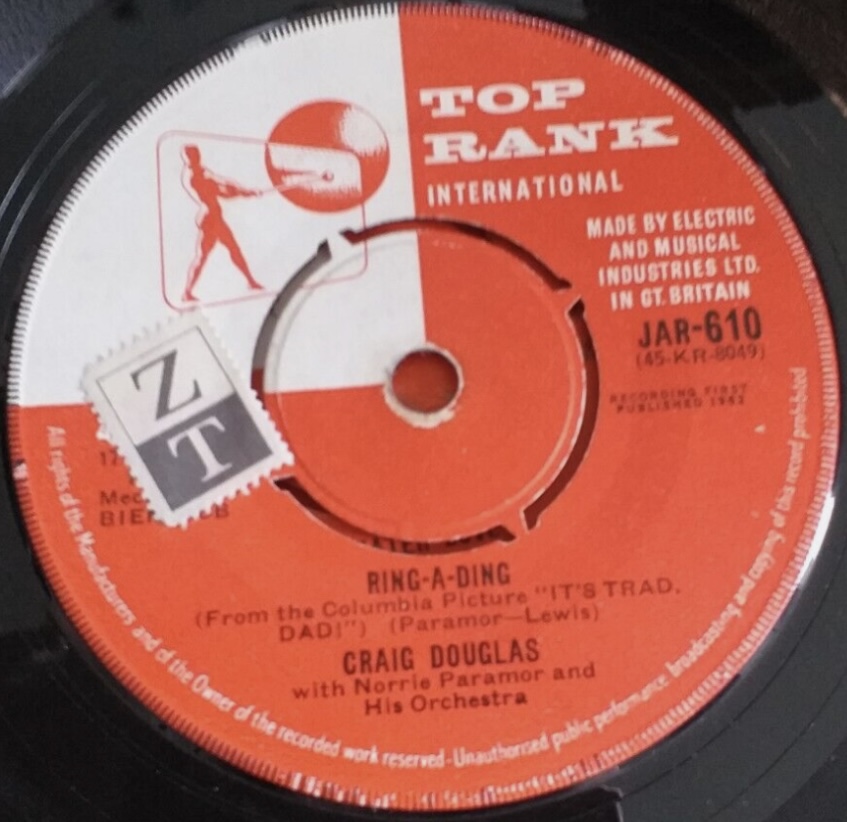 TOP
RANK
INTERNATIONAL
MADE BY ELECTRIC
AND MUSICAL
INDUSTRIES LTD.
IN GT. BRITAIN
JAR-610
(45-KR-8049)
RECORDING FIRST
PUBLISHED 1962
Z
T
RING-A-DING
(From the Columbia Picture "IT'S TRAD,
DAD!") (Paramor—Lewis)
CRAIG DOUGLAS
with Norrie Paramor and
His Orchestra
All rights of the Manufacturers and of the Owner of the recorded work reserved-Unauthorised public performance broadcasting and copying of this record prohibited